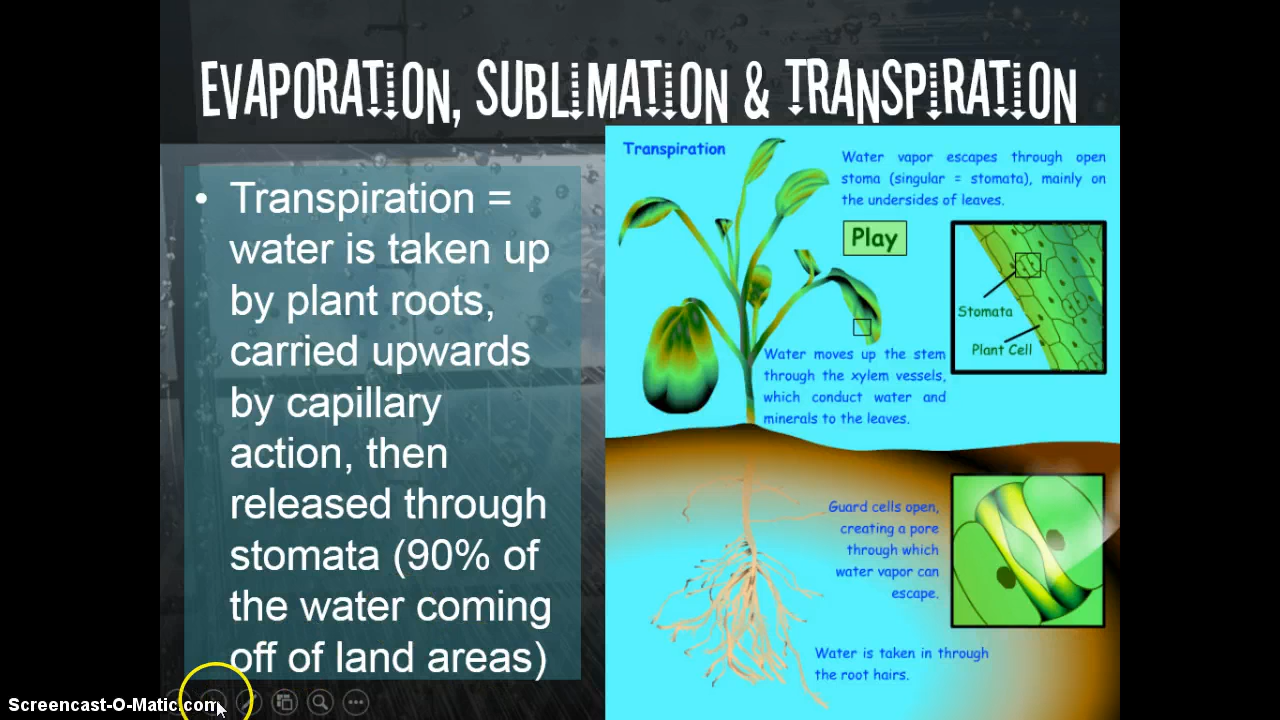 EVAPORATION, SUBLIMATION & TRANSPIRATION
• Transpiration =
water is taken up
by plant roots,
carried upwards
by capillary
action, then
released through
stomata (90% of
the water coming
off of land areas)
Transpiration
Water vapor escapes through open
stoma (singular = stomata), mainly on
the undersides of leaves.
Play
Stomata
Plant Cell
Water moves up the stem
through the xylem vessels,
which conduct water and
minerals to the leaves.
Guard cells open,
creating a pore
through which
water vapor can
escape.
Water is taken in through
the root hairs.
Screencast-O-Matic.com